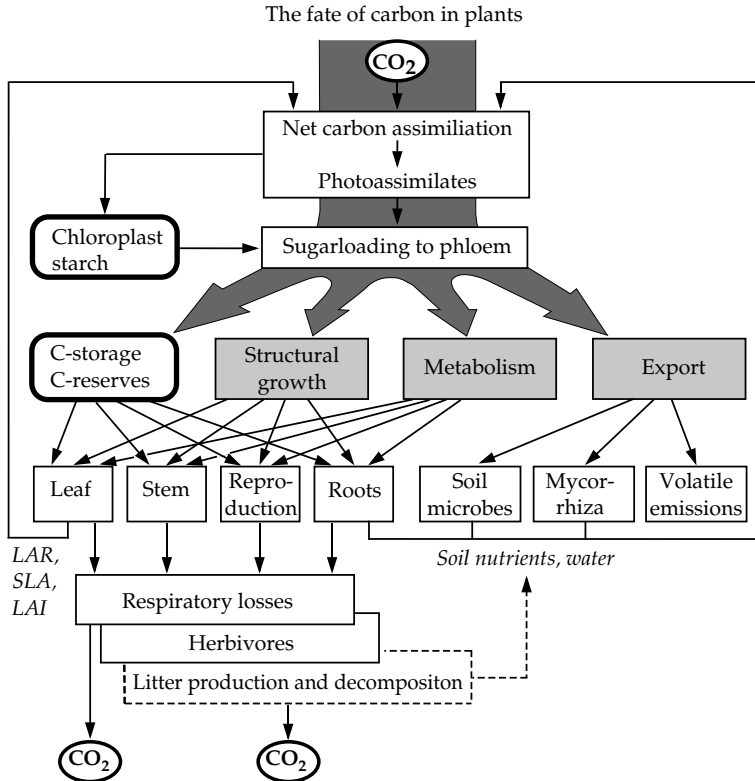 The fate of carbon in plants
CO2
Net carbon assimiliation
Photoassimilates
Chloroplast
starch
Sugarloading to phloem
C-storage
C-reserves
Structural
growth
Metabolism
Export
Leaf
Stem
Repro-
duction
Roots
Soil
microbes
Mycor-
rhiza
Volatile
emissions
LAR,
SLA,
LAI
Soil nutrients, water
Respiratory losses
Herbivores
Litter production and decompositon
CO2
CO2